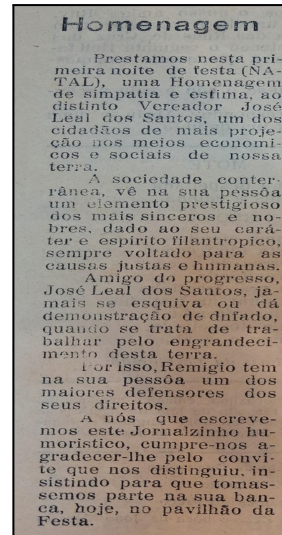 Homenagem
Prestamos nesta pri-
meira noite de festa (NA-
TAL), uma Homenagem
de simpatia e estima, ao
distinto Vereador José
Leal dos Santos, um dos
cidadãos de mais proje-
ção nos meios economi-
cos e sociais de nossa
terra.
A sociedade conter-
rânea, vê na sua pessôa
um elemento prestigioso
dos mais sinceros e no-
bres, dado ao seu cará-
ter e espirito filantropico,
sempre voltado para as
causas justas e humanas.
Amigo do progresso,
José Leal dos Santos, ja-
mais se esquiva ou dá
demonstração de dnfado,
quando se trata de tra-
balhar pelo engrandeci-
mento desta terra.
Por isso, Remigio tem
na sua pessôa um dos
maiores defensores dos
seus direitos.
A nós que escreve-
mos este Jornalzinho hu-
moristico, cumpre-nos a-
gradecer-lhe pelo convi-
te que nos distinguiu, in-
sistindo para que tomas-
semos parte na sua ban-
ca, hoje, no pavilhão da
Festa.